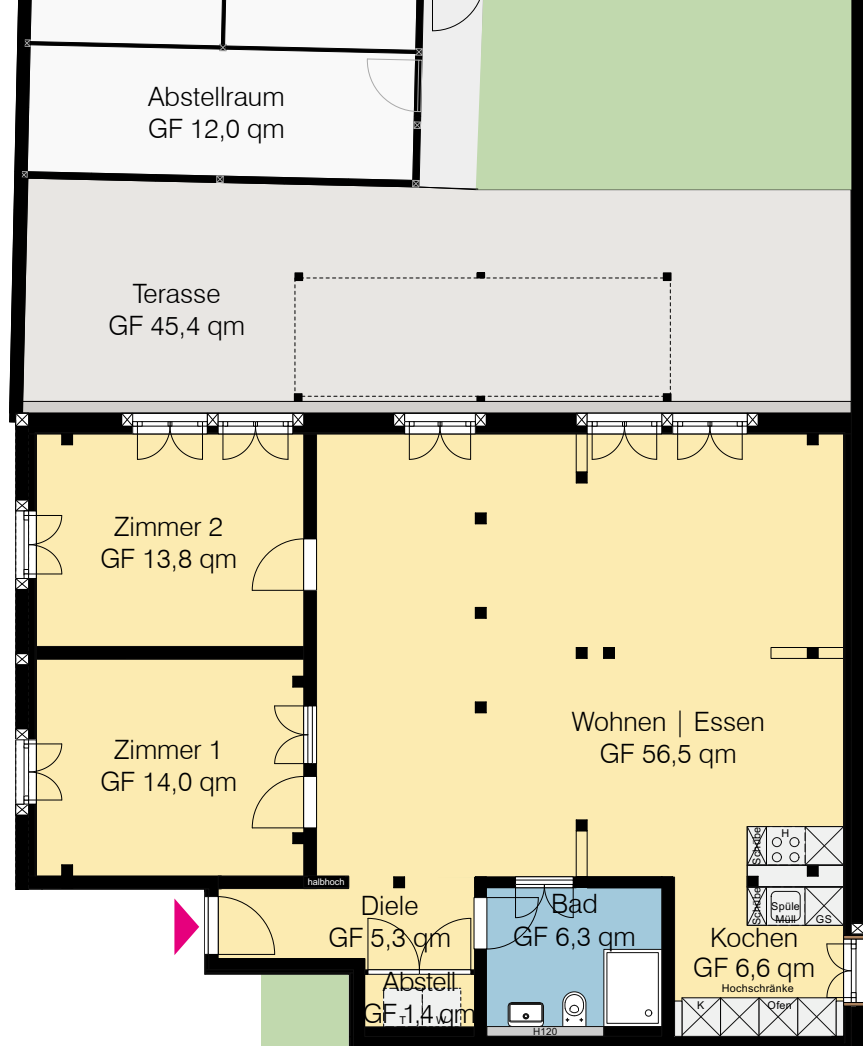 Abstellraum
GF 12,0 qm
Terasse
GF 45,4 qm
Zimmer 2
GF 13,8 qm
Zimmer 1
GF 14,0 qm
Wohnen | Essen
GF 56,5 qm
Schübe
H
halbhoch
Diele
GF 5,3 qm
Bad
GF 6,3 qm
Schübe
Spüle
Müll
GS
Kochen
GF 6,6 qm
Hochschränke
K
Ofen
Abstell
GF 1,4 qm
T
W
H120